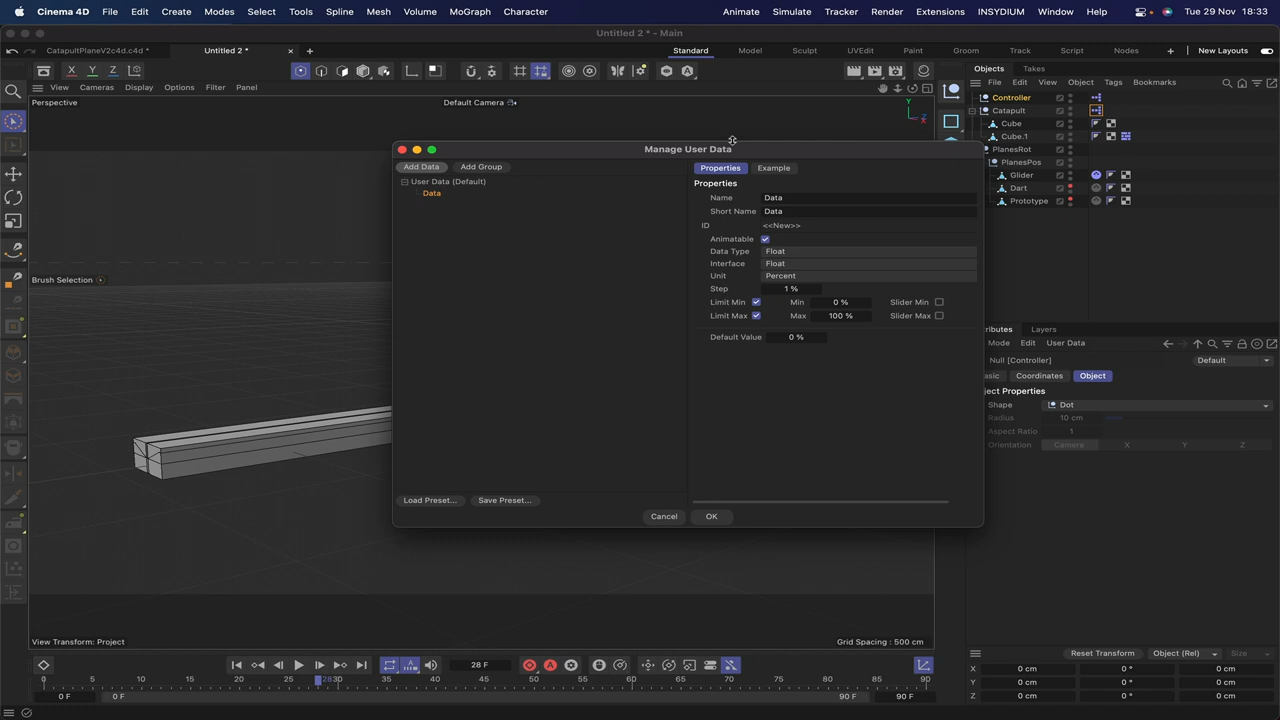 Cinema 4D File Edit Create Modes Select Tools Spline Mesh Volume MoGraph Character Animate Simulate Tracker Render Extensions INSYDIUM Window Help Tue 29 Nov 18:33
Untitled 2 * - Main
CatapultPlaneV2c4d.c4d * Untitled 2 * Standard Model Sculpt UVEdit Paint Groom Track Script Nodes New Layouts
X Y Z
Objects Takes
View Cameras Display Options Filter Panel
File Edit View Object Tags Bookmarks
Perspective Default Camera
Y
X
Controller
Catapult
Cube
Cube.1
PlanesRot
PlanesPos
Glider
Dart
Prototype
Manage User Data
Add Data Add Group
User Data (Default)
Data
Properties Example
Properties
Name Data
Short Name Data
ID <<New>>
Animatable
Data Type Float
Interface Float
Unit Percent
Step 1 %
Limit Min Min 0 % Slider Min
Limit Max Max 100 % Slider Max
Default Value 0 %
Load Preset... Save Preset...
Cancel OK
Brush Selection
ributes Layers
Mode Edit User Data
Null [Controller] Default
asic Coordinates Object
ject Properties
Shape Dot
Radius 10 cm
Aspect Ratio 1
Orientation Camera X Y Z
View Transform: Project Grid Spacing : 500 cm
Reset Transform Object (Rel) Size
28 F
X 0 cm 0 ° 0 cm
Y 0 cm 0 ° 0 cm
Z 0 cm 0 ° 0 cm
0 5 10 15 20 25 28 30 35 40 45 50 55 60 65 70 75 80 85 90
0 F 0 F 90 F 90 F